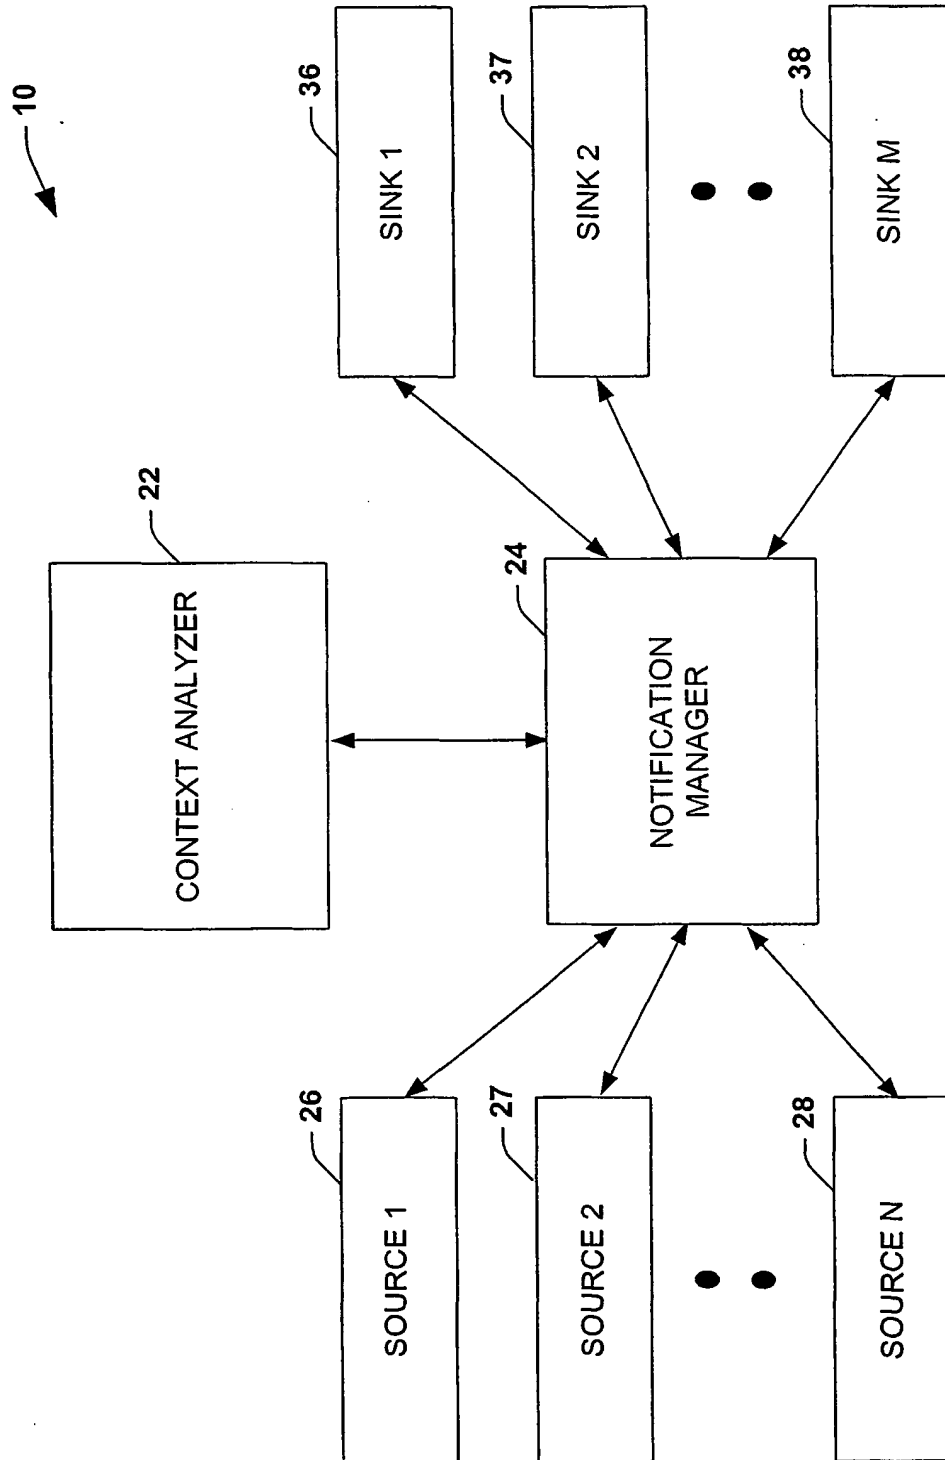 10
22
CONTEXT ANALYZER
24
NOTIFICATION
MANAGER
26
SOURCE 1
27
SOURCE 2
28
SOURCE N
36
SINK 1
37
SINK 2
38
SINK M